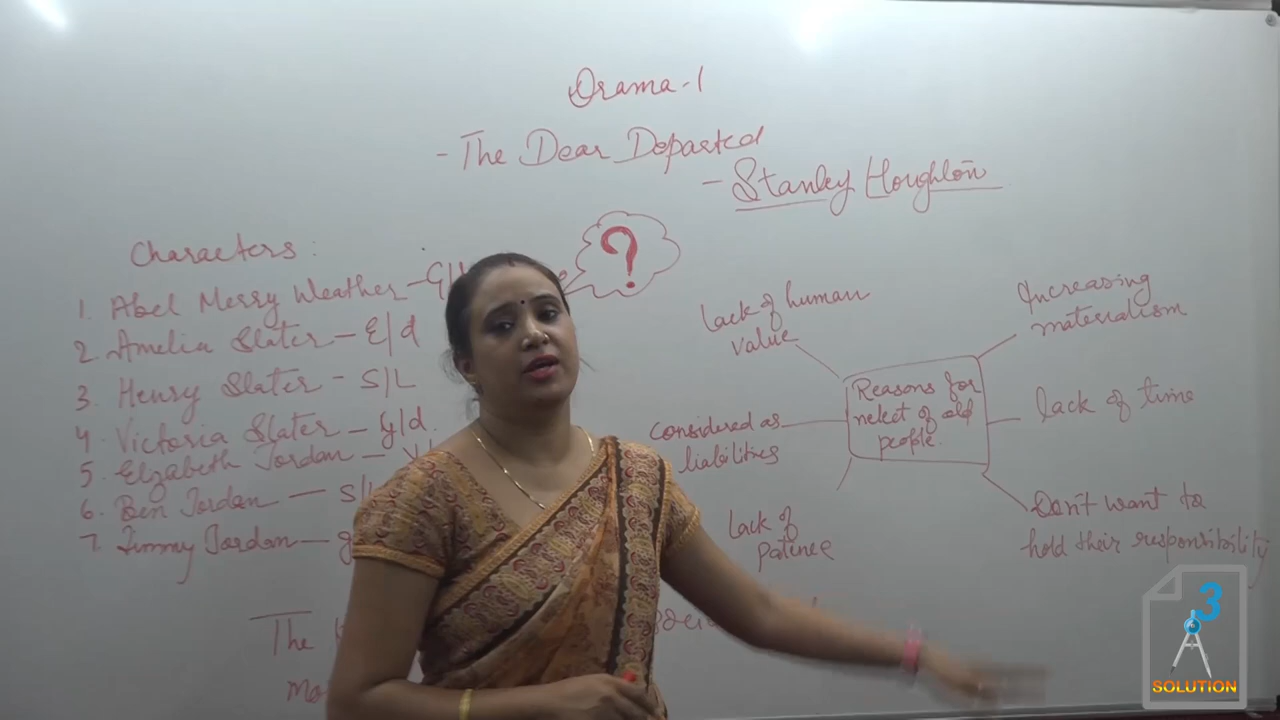 Drama-1
- The Dear Departed
- Stanley Houghton
?
Characters :
1. Abel Merry Weather -
2. Amelia Slater - E/d
3. Henry Slater - S/L
4. Victoria Slater - g/d.
5. Elizabeth Jordan -
6. Ben Jordan -
7. Jimmy Jordan -
The
lack of human
value
considered as
liabilities
lack of
patience
Reasons for
nelect of old
people.
Increasing
materialism
lack of time
Don't want to
hold their responsibility
A3
SOLUTION